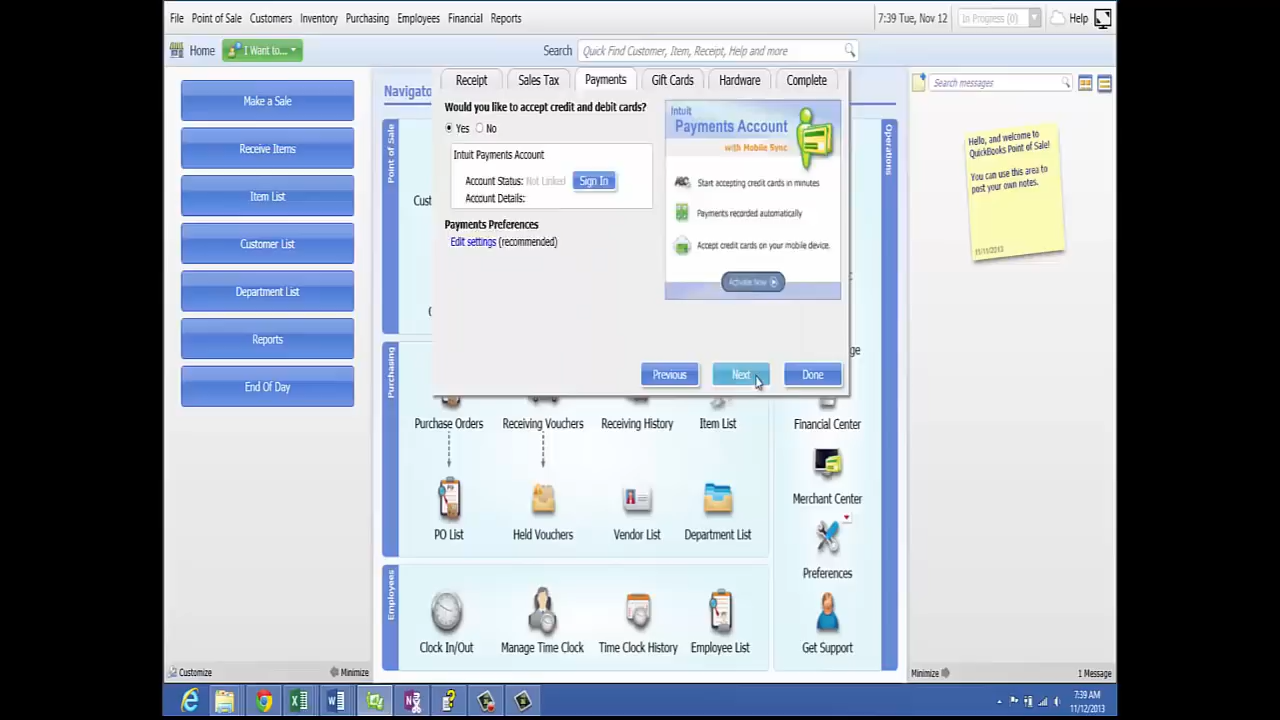 File Point of Sale Customers Inventory Purchasing Employees Financial Reports
7:39 Tue, Nov 12 In Progress (0) Help
Home I Want to... Search Quick Find Customer, Item, Receipt, Help and more
Make a Sale
Receive Items
Item List
Customer List
Department List
Reports
End Of Day
Customize Minimize
Navigato
Point of Sale
Cust
Receipt Sales Tax Payments Gift Cards Hardware Complete
Would you like to accept credit and debit cards?
Yes No
Intuit Payments Account
Account Status: Not Linked Sign In
Account Details:
Payments Preferences
Edit settings (recommended)
Intuit
Payments Account
with Mobile Sync
ABC
Start accepting credit cards in minutes
Payments recorded automatically
Accept credit cards on your mobile device.
Activate Now
Previous Next Done
Operations
ge
Purchasing
Purchase Orders Receiving Vouchers Receiving History Item List
PO List Held Vouchers Vendor List Department List
Employees
Clock In/Out Manage Time Clock Time Clock History Employee List
Financial Center
Merchant Center
Preferences
Get Support
Search messages
Hello, and welcome to
QuickBooks Point of Sale!
You can use this area to
post your own notes.
11/11/2013
Minimize 1 Message
7:39 AM
11/12/2013